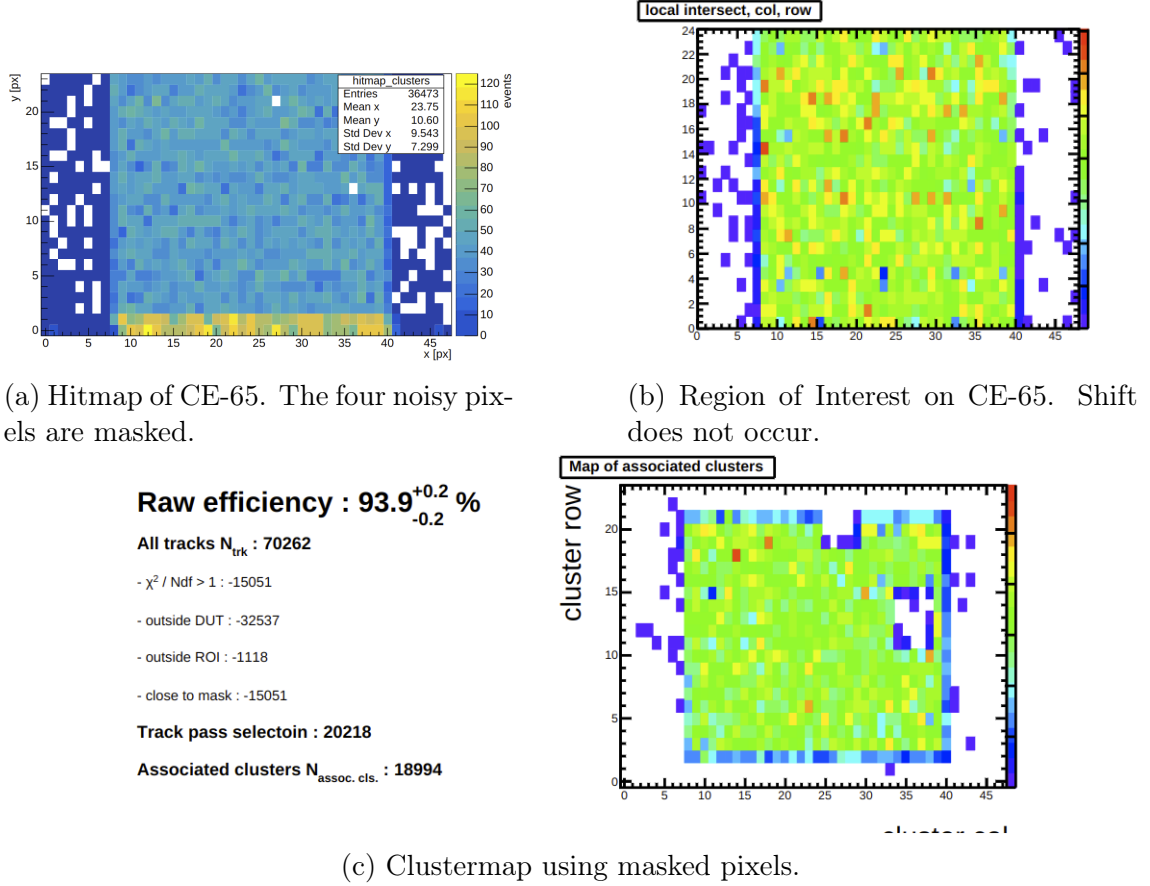 hitmap_clusters
Entries 36473
Mean x 23.75
Mean y 10.60
Std Dev x 9.543
Std Dev y 7.299
y [px]
20
15
10
5
0
0 5 10 15 20 25 30 35 40 45
x [px]
120
110
100
90
80
70
60
50
40
30
20
10
0
events
local intersect, col, row
24
22
20
18
16
14
12
10
8
6
4
2
0
0 5 10 15 20 25 30 35 40 45
(a) Hitmap of CE-65. The four noisy pix-
els are masked.
(b) Region of Interest on CE-65. Shift
does not occur.
Raw efficiency : 93.9 +0.2 -0.2 %
All tracks N_trk : 70262
- χ² / Ndf > 1 : -15051
- outside DUT : -32537
- outside ROI : -1118
- close to mask : -15051
Track pass selectoin : 20218
Associated clusters N_assoc. cls. : 18994
Map of associated clusters
cluster row
20
15
10
5
0
0 5 10 15 20 25 30 35 40 45
cluster col
(c) Clustermap using masked pixels.